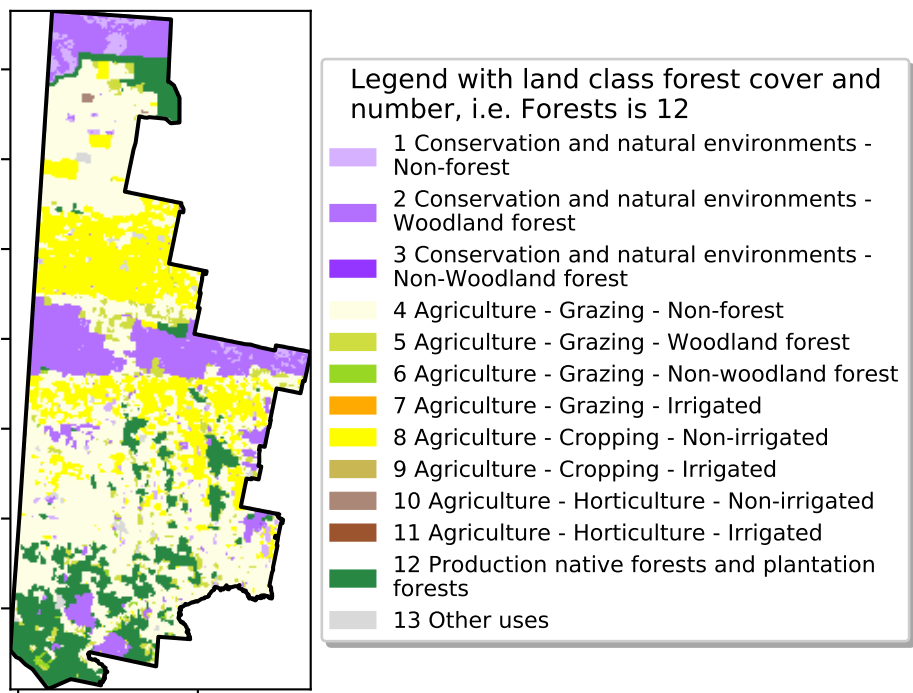 Legend with land class forest cover and
number, i.e. Forests is 12
1 Conservation and natural environments -
Non-forest
2 Conservation and natural environments -
Woodland forest
3 Conservation and natural environments -
Non-Woodland forest
4 Agriculture - Grazing - Non-forest
5 Agriculture - Grazing - Woodland forest
6 Agriculture - Grazing - Non-woodland forest
7 Agriculture - Grazing - Irrigated
8 Agriculture - Cropping - Non-irrigated
9 Agriculture - Cropping - Irrigated
10 Agriculture - Horticulture - Non-irrigated
11 Agriculture - Horticulture - Irrigated
12 Production native forests and plantation
forests
13 Other uses